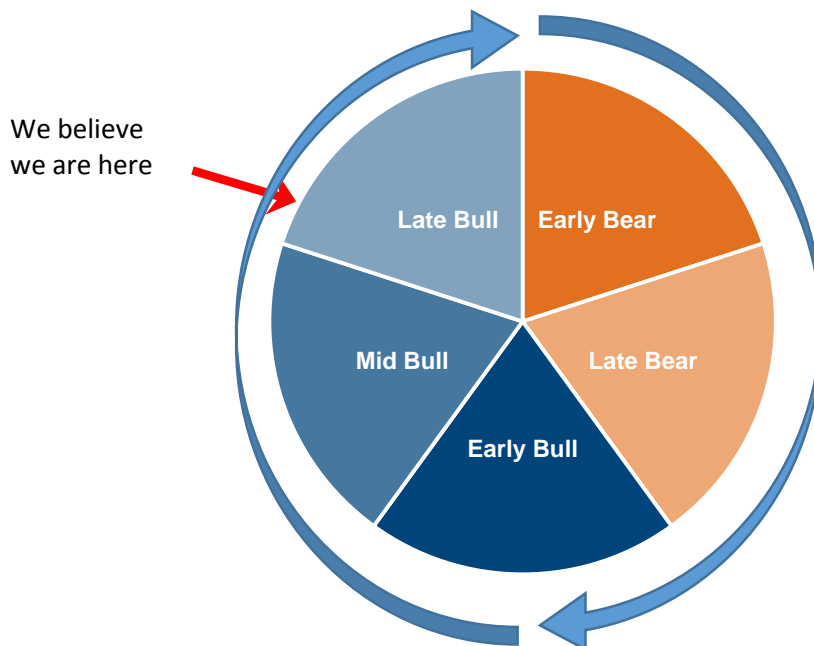 We believe
we are here
Late Bull
Early Bear
Mid Bull
Late Bear
Early Bull